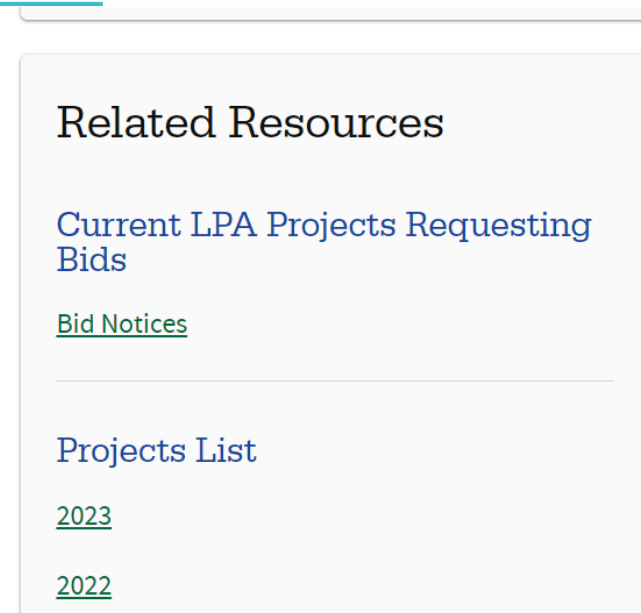 Related Resources
Current LPA Projects Requesting
Bids
Bid Notices
Projects List
2023
2022